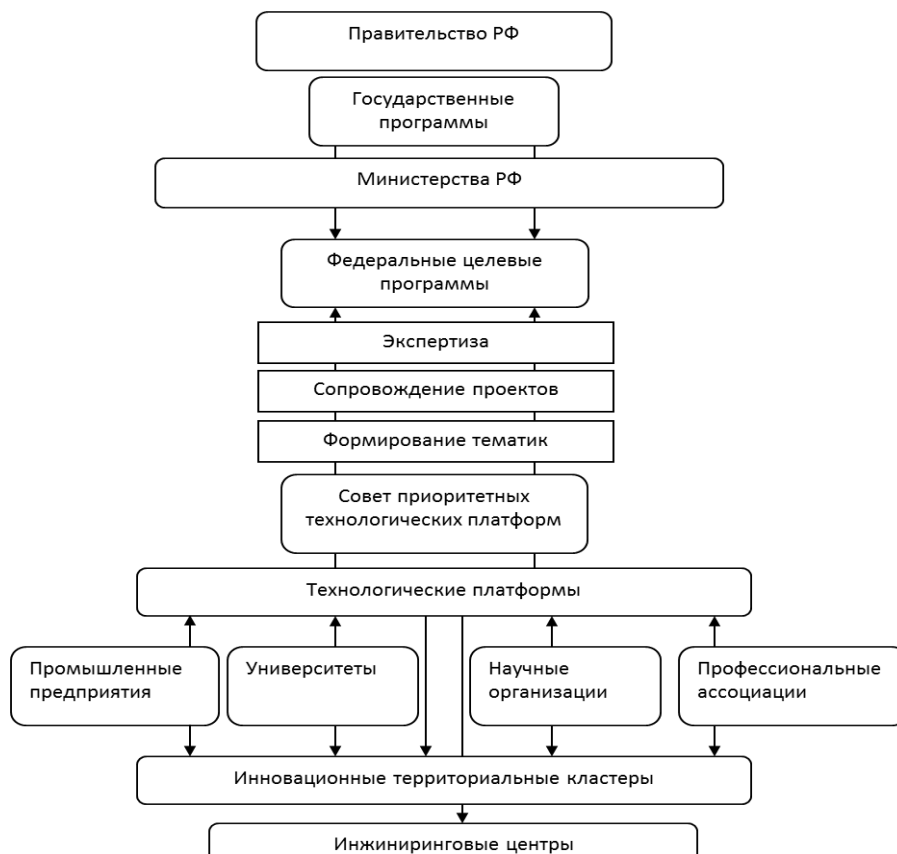 Правительство РФ
Государственные
программы
Министерства РФ
Федеральные целевые
программы
Экспертиза
Сопровождение проектов
Формирование тематик
Совет приоритетных
технологических платформ
Технологические платформы
Промышленные
предприятия
Университеты
Научные
организации
Профессиональные
ассоциации
Инновационные территориальные кластеры
Инжиниринговые центры